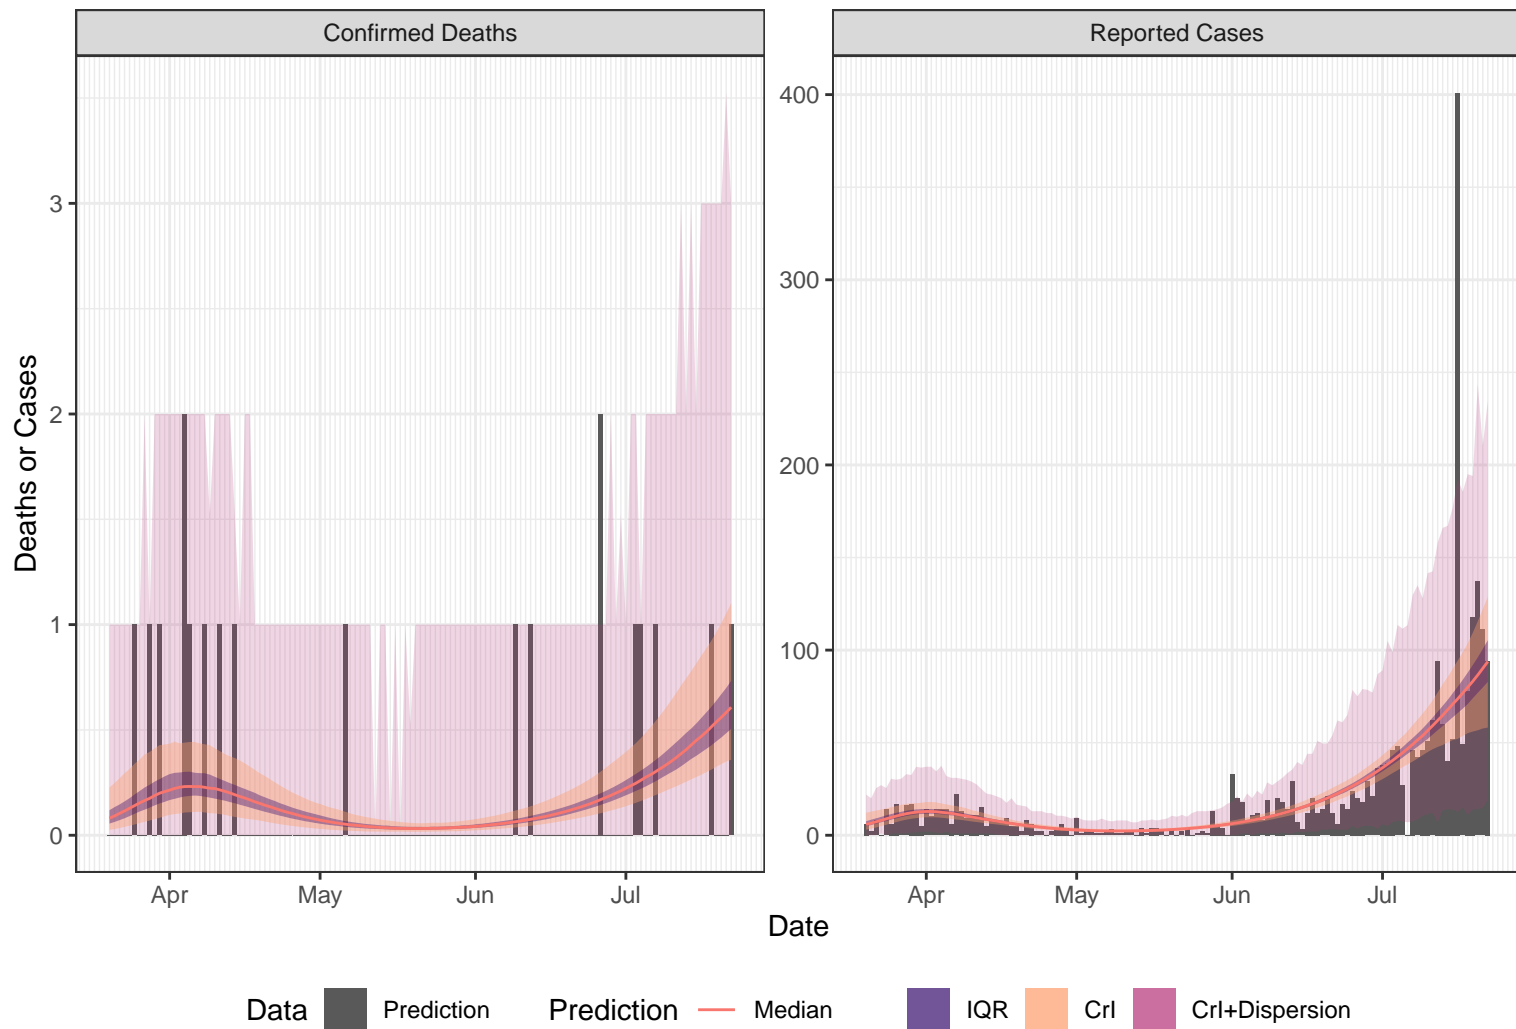 Confirmed Deaths
Reported Cases
Deaths or Cases
3
2
1
0
400
300
200
100
0
Apr May Jun Jul
Apr May Jun Jul
Date
Data Prediction Prediction Median IQR CrI CrI+Dispersion